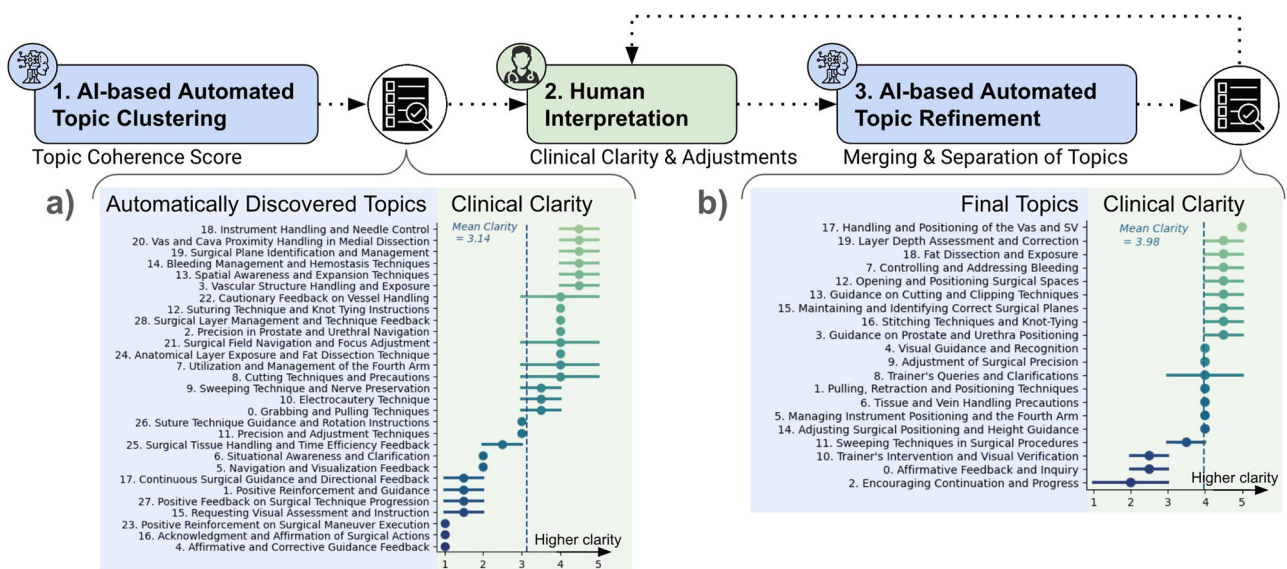 1. AI-based Automated
Topic Clustering
2. Human
Interpretation
3. AI-based Automated
Topic Refinement
Topic Coherence Score
Clinical Clarity & Adjustments
Merging & Separation of Topics
a)
Automatically Discovered Topics
Clinical Clarity
Mean Clarity
= 3.14
18. Instrument Handling and Needle Control
20. Vas and Cava Proximity Handling in Medial Dissection
19. Surgical Plane Identification and Management
14. Bleeding Management and Hemostasis Techniques
13. Spatial Awareness and Expansion Techniques
3. Vascular Structure Handling and Exposure
22. Cautionary Feedback on Vessel Handling
12. Suturing Technique and Knot Tying Instructions
28. Surgical Layer Management and Technique Feedback
2. Precision in Prostate and Urethral Navigation
21. Surgical Field Navigation and Focus Adjustment
24. Anatomical Layer Exposure and Fat Dissection Technique
7. Utilization and Management of the Fourth Arm
8. Cutting Techniques and Precautions
9. Sweeping Technique and Nerve Preservation
10. Electrocautery Technique
0. Grabbing and Pulling Techniques
26. Suture Technique Guidance and Rotation Instructions
11. Precision and Adjustment Techniques
25. Surgical Tissue Handling and Time Efficiency Feedback
6. Situational Awareness and Clarification
5. Navigation and Visualization Feedback
17. Continuous Surgical Guidance and Directional Feedback
1. Positive Reinforcement and Guidance
27. Positive Feedback on Surgical Technique Progression
15. Requesting Visual Assessment and Instruction
23. Positive Reinforcement on Surgical Maneuver Execution
16. Acknowledgment and Affirmation of Surgical Actions
4. Affirmative and Corrective Guidance Feedback
Higher clarity
1 2 3 4 5
b)
Final Topics
Clinical Clarity
Mean Clarity
= 3.98
17. Handling and Positioning of the Vas and SV
19. Layer Depth Assessment and Correction
18. Fat Dissection and Exposure
7. Controlling and Addressing Bleeding
12. Opening and Positioning Surgical Spaces
13. Guidance on Cutting and Clipping Techniques
15. Maintaining and Identifying Correct Surgical Planes
16. Stitching Techniques and Knot-Tying
3. Guidance on Prostate and Urethra Positioning
4. Visual Guidance and Recognition
9. Adjustment of Surgical Precision
8. Trainer's Queries and Clarifications
1. Pulling, Retraction and Positioning Techniques
6. Tissue and Vein Handling Precautions
5. Managing Instrument Positioning and the Fourth Arm
14. Adjusting Surgical Positioning and Height Guidance
11. Sweeping Techniques in Surgical Procedures
10. Trainer's Intervention and Visual Verification
0. Affirmative Feedback and Inquiry
2. Encouraging Continuation and Progress
Higher clarity
1 2 3 4 5